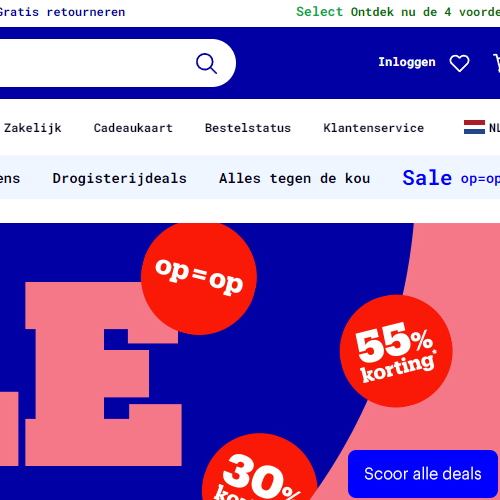 Gratis retourneren
Select Ontdek nu de 4 voorde
Inloggen
Zakelijk Cadeaukaart Bestelstatus Klantenservice NL
ens Drogisterijdeals Alles tegen de kou Sale op=op
op=op
E
55%
korting*
30%
korting
Scoor alle deals